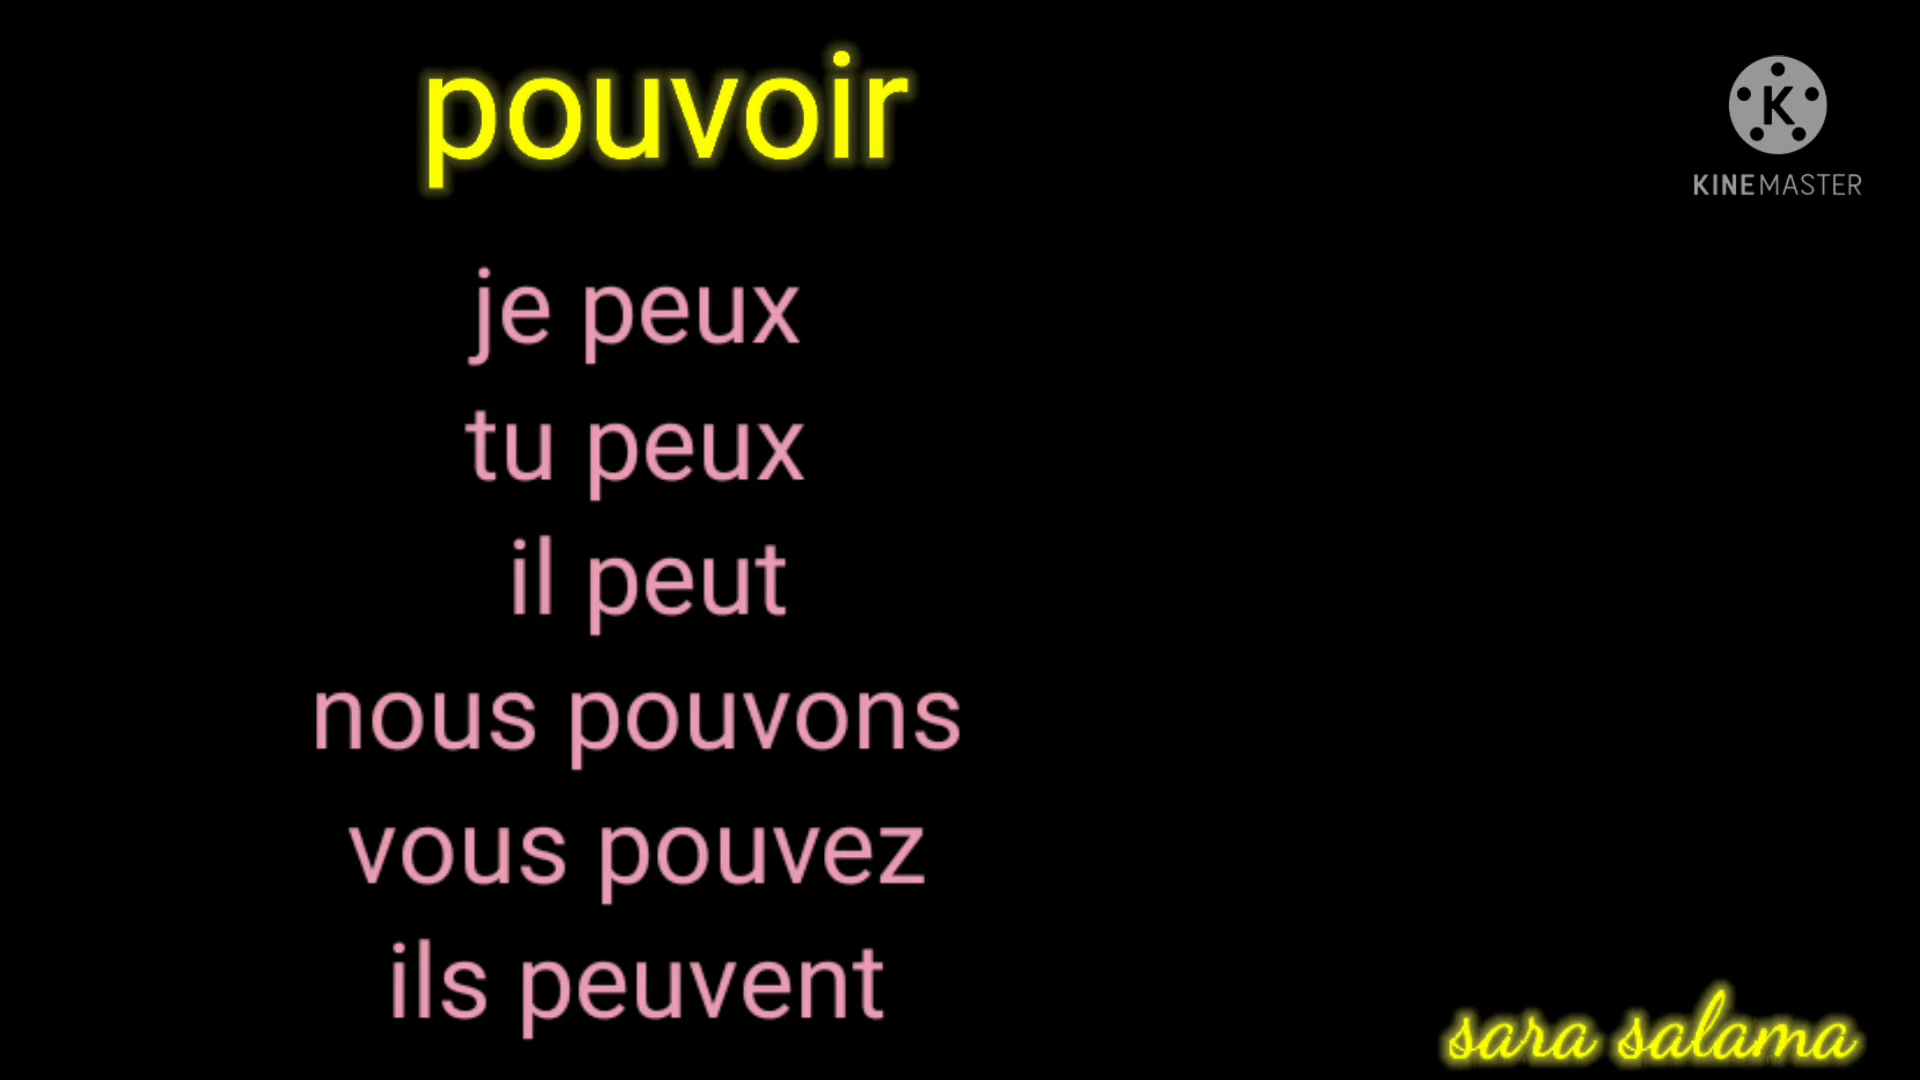 pouvoir
K
KINEMASTER
je peux
tu peux
il peut
nous pouvons
vous pouvez
ils peuvent
sara salama